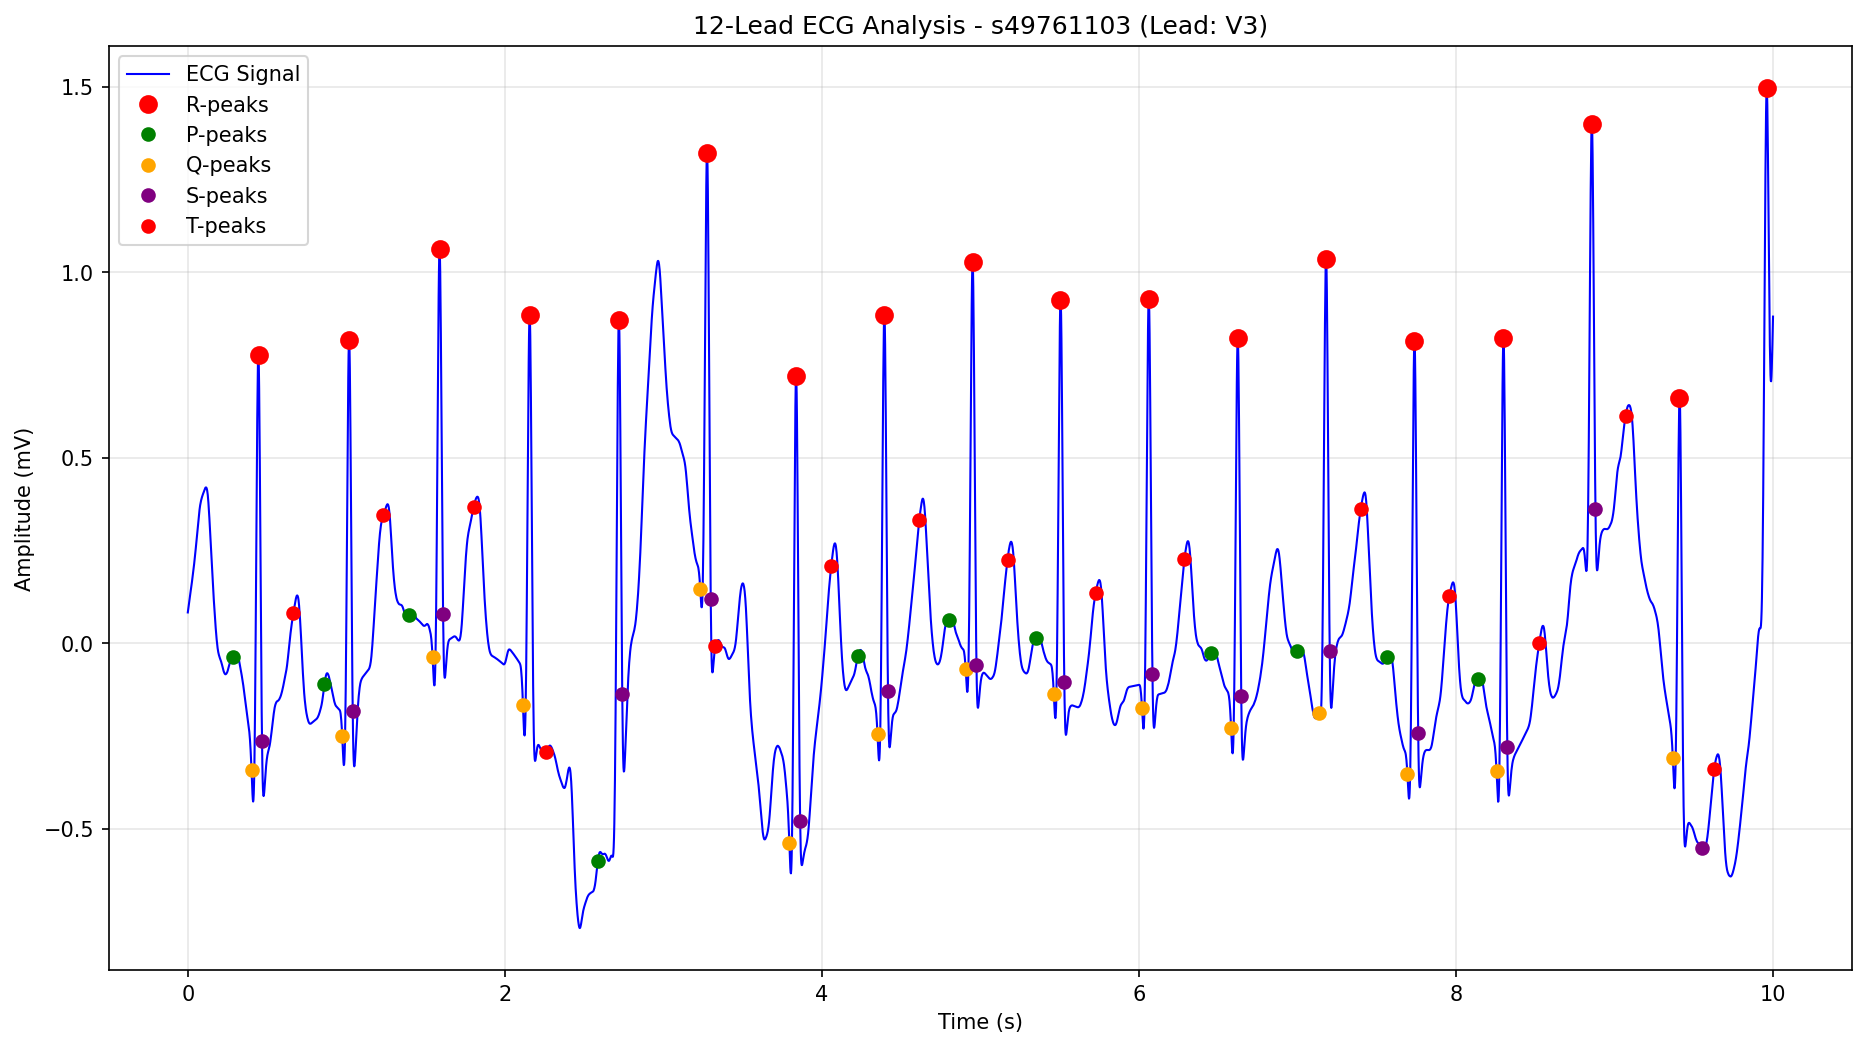 12-Lead ECG Analysis - s49761103 (Lead: V3)
ECG Signal
R-peaks
P-peaks
Q-peaks
S-peaks
T-peaks
Amplitude (mV)
1.5
1.0
0.5
0.0
−0.5
0 2 4 6 8 10
Time (s)